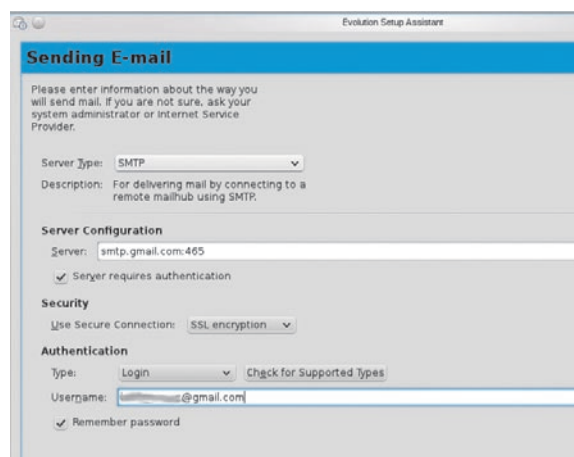 Evolution Setup Assistant
Sending E-mail
Please enter information about the way you
will send mail. If you are not sure, ask your
system administrator or Internet Service
Provider.
Server Type: SMTP
Description: For delivering mail by connecting to a
remote mailhub using SMTP.
Server Configuration
Server: smtp.gmail.com:465
Server requires authentication
Security
Use Secure Connection: SSL encryption
Authentication
Type: Login Check for Supported Types
Username: @gmail.com
Remember password